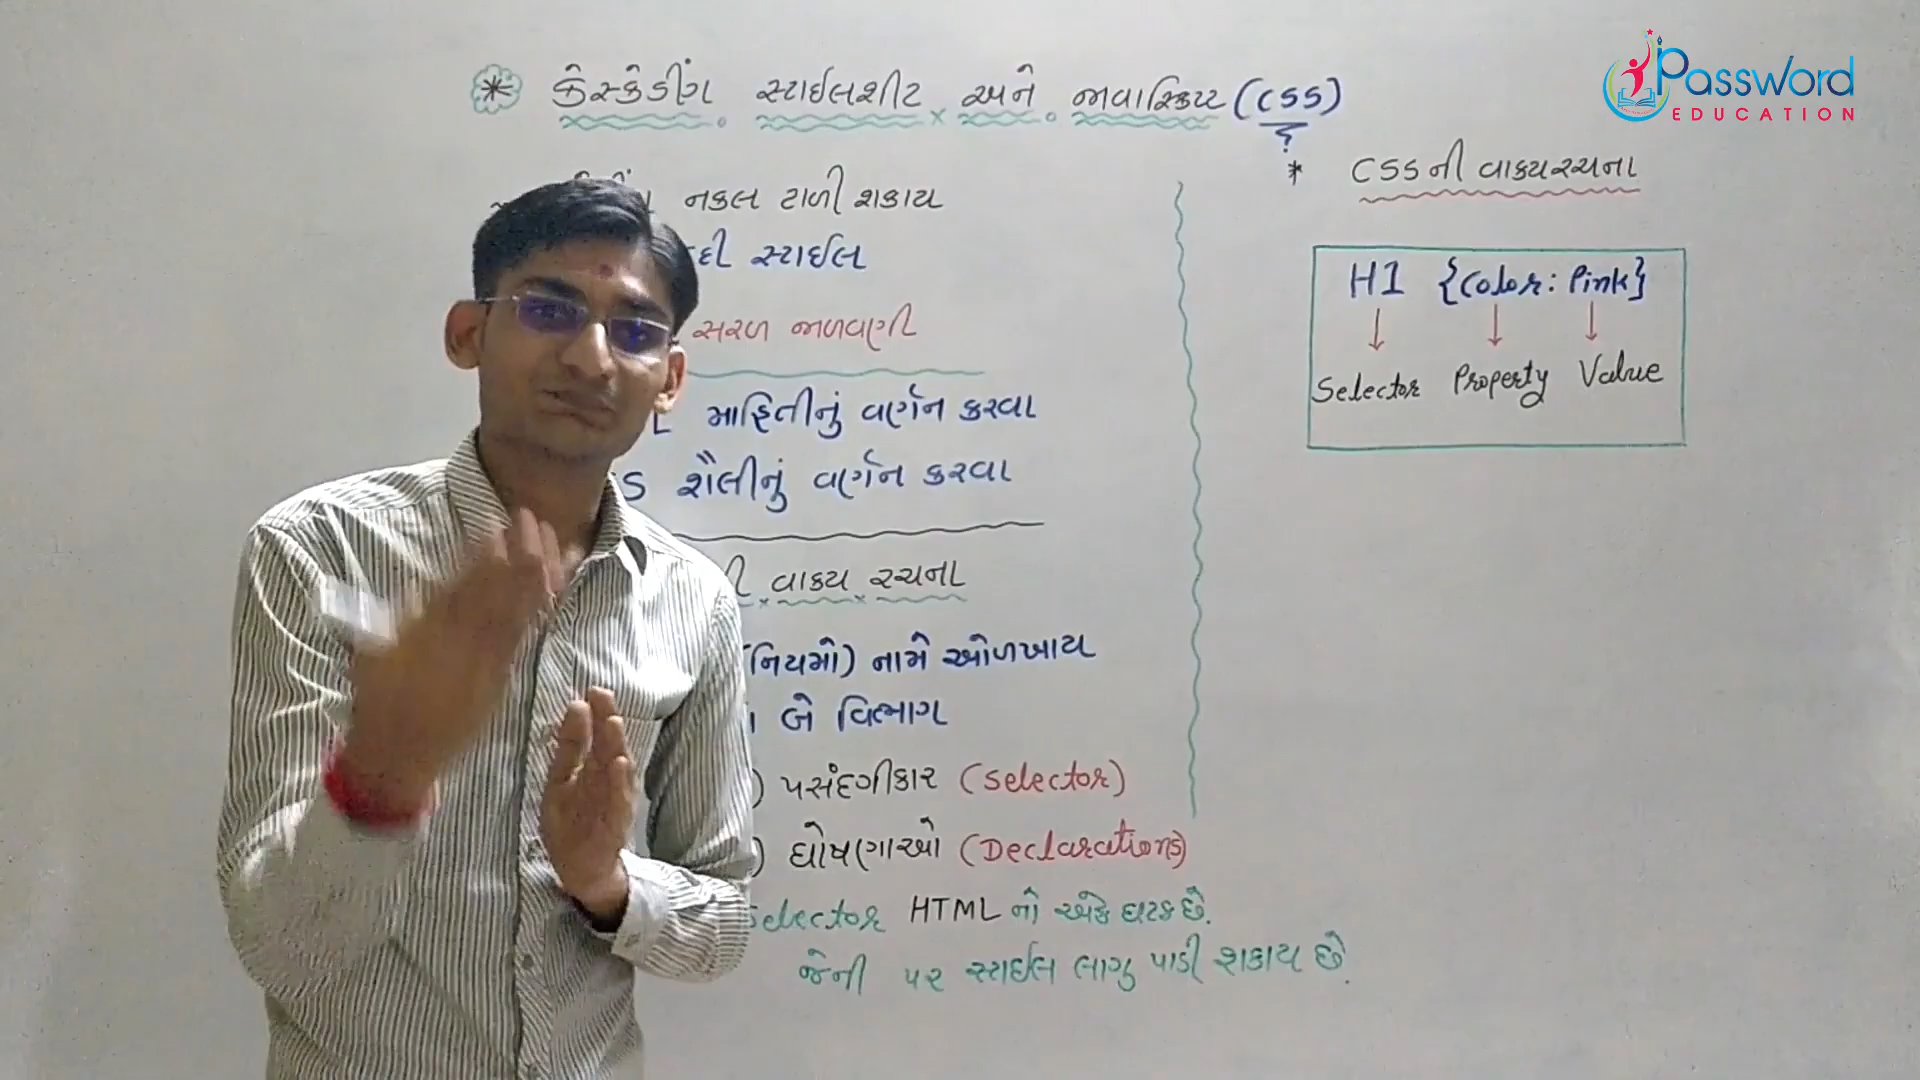 * કેસ્કેડીંગ સ્ટાઈલશીટ અને જાવાસ્ક્રિપ્ટ (CSS)
નકલ ટાળી શકાય
સ્ટાઈલ
સરળ જાળવણી
માહિતીનું વર્ણન કરવા
શૈલીનું વર્ણન કરવા
વાક્ય રચના
(નિયમો) નામે ઓળખાય
બે વિભાગ
) પસંદગીકાર (Selector)
) ઘોષણાઓ (Declarations)
Selector HTML નો એક ઘટક છે.
જેની પર સ્ટાઈલ લાગુ પાડી શકાય છે.
* CSS ની વાક્યરચના
H1 {Color: Pink}
↓ ↓ ↓
Selector Property Value
PassWord
EDUCATION